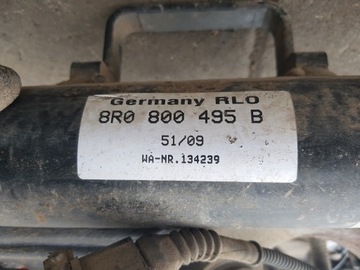 Germany RLO
8R0 800 495 B
51/09
WA-NR.134239